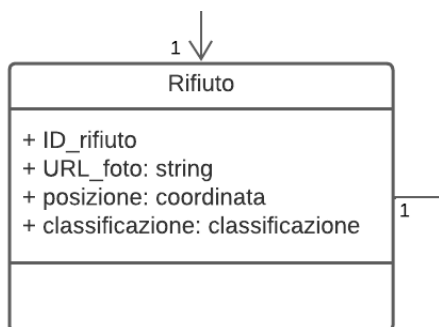 1
Rifiuto
+ ID_rifiuto
+ URL_foto: string
+ posizione: coordinata
+ classificazione: classificazione
1